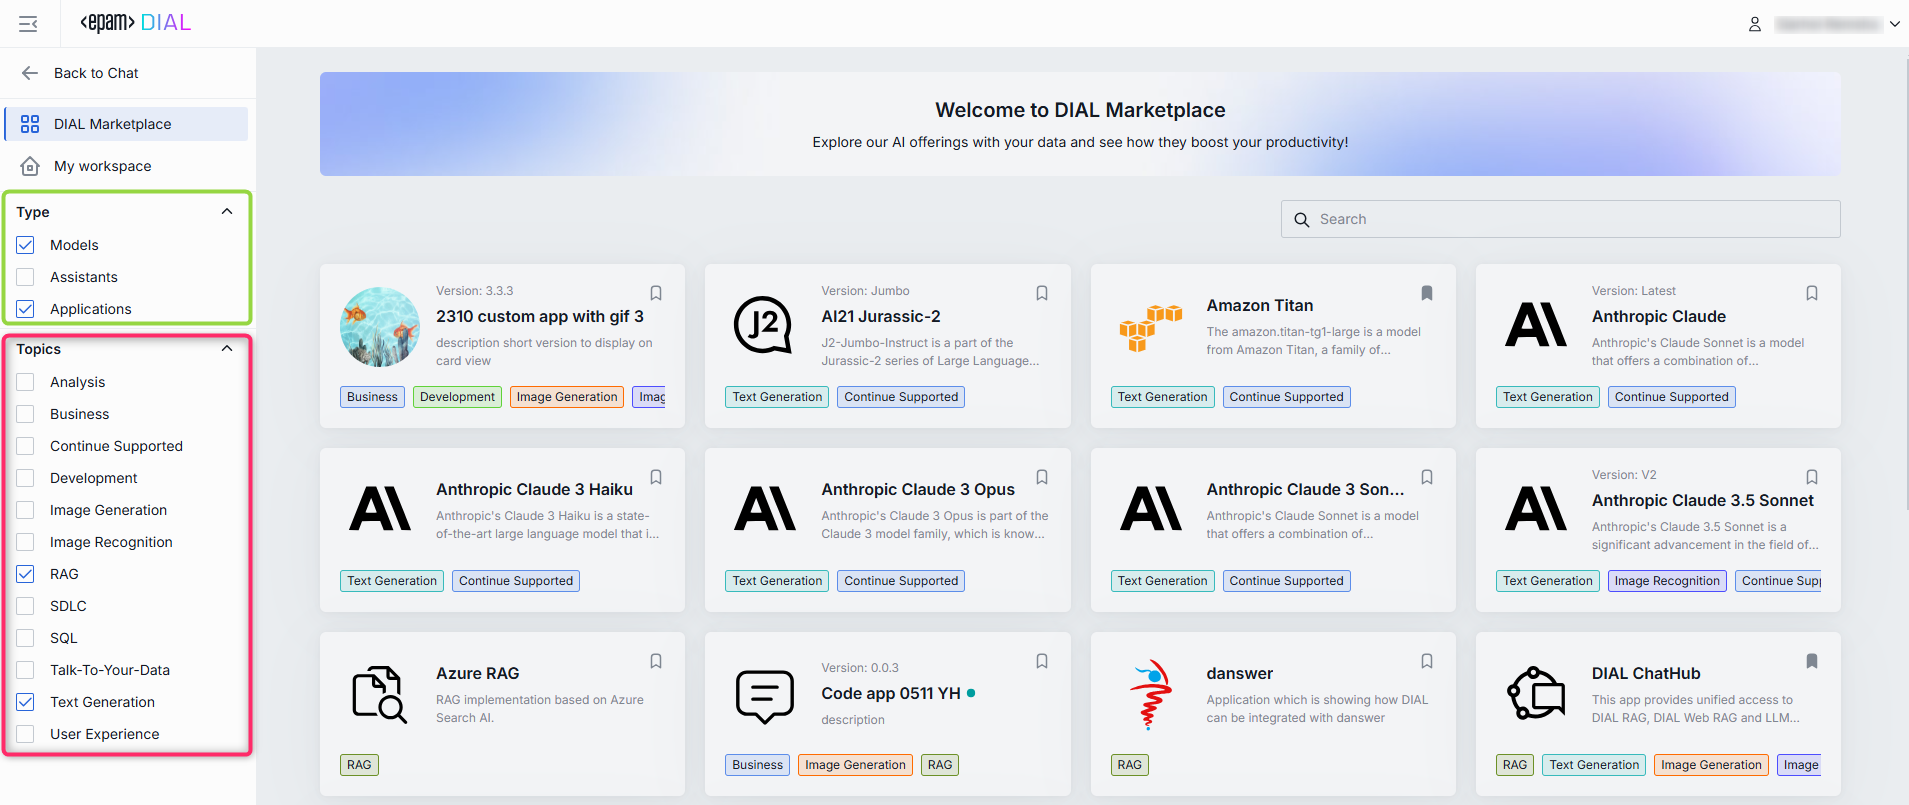 <epam> DIAL
Back to Chat
DIAL Marketplace
My workspace
Type
Models
Assistants
Applications
Topics
Analysis
Business
Continue Supported
Development
Image Generation
Image Recognition
RAG
SDLC
SQL
Talk-To-Your-Data
Text Generation
User Experience
Welcome to DIAL Marketplace
Explore our AI offerings with your data and see how they boost your productivity!
Search
Version: 3.3.3
2310 custom app with gif 3
description short version to display on
card view
Business Development Image Generation Imag
J2
Version: Jumbo
AI21 Jurassic-2
J2-Jumbo-Instruct is a part of the
Jurassic-2 series of Large Language...
Text Generation Continue Supported
Amazon Titan
The amazon.titan-tg1-large is a model
from Amazon Titan, a family of...
Text Generation Continue Supported
Version: Latest
Anthropic Claude
Anthropic's Claude Sonnet is a model
that offers a combination of...
Text Generation Continue Supported
Anthropic Claude 3 Haiku
Anthropic's Claude 3 Haiku is a state-
of-the-art large language model that i...
Text Generation Continue Supported
Anthropic Claude 3 Opus
Anthropic's Claude 3 Opus is part of the
Claude 3 model family, which is know...
Text Generation Continue Supported
Anthropic Claude 3 Son...
Anthropic's Claude Sonnet is a model
that offers a combination of...
Text Generation Continue Supported
Version: V2
Anthropic Claude 3.5 Sonnet
Anthropic's Claude 3.5 Sonnet is a
significant advancement in the field of...
Text Generation Image Recognition Continue Supp
Azure RAG
RAG implementation based on Azure
Search AI.
RAG
Version: 0.0.3
Code app 0511 YH
description
Business Image Generation RAG
danswer
Application which is showing how DIAL
can be integrated with danswer
RAG
DIAL ChatHub
This app provides unified access to
DIAL RAG, DIAL Web RAG and LLM...
RAG Text Generation Image Generation Image